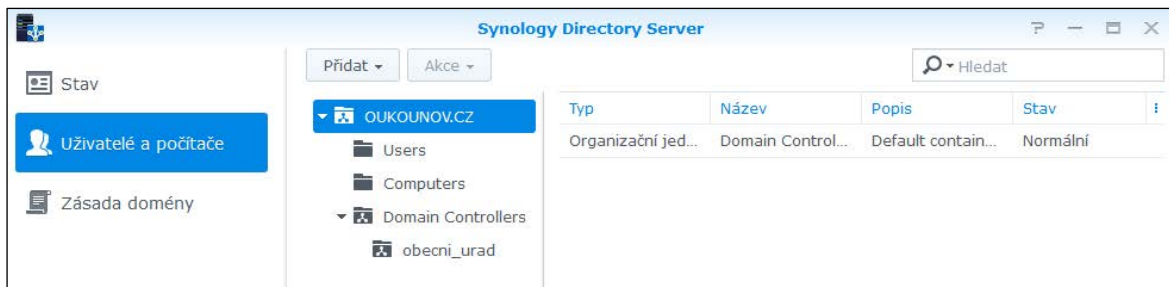 Synology Directory Server
Stav
Uživatelé a počítače
Zásada domény
Přidat Akce Hledat
OUKOUNOV.CZ
Users
Computers
Domain Controllers
obecni_urad
Typ Název Popis Stav
Organizační jed... Domain Control... Default contain... Normální